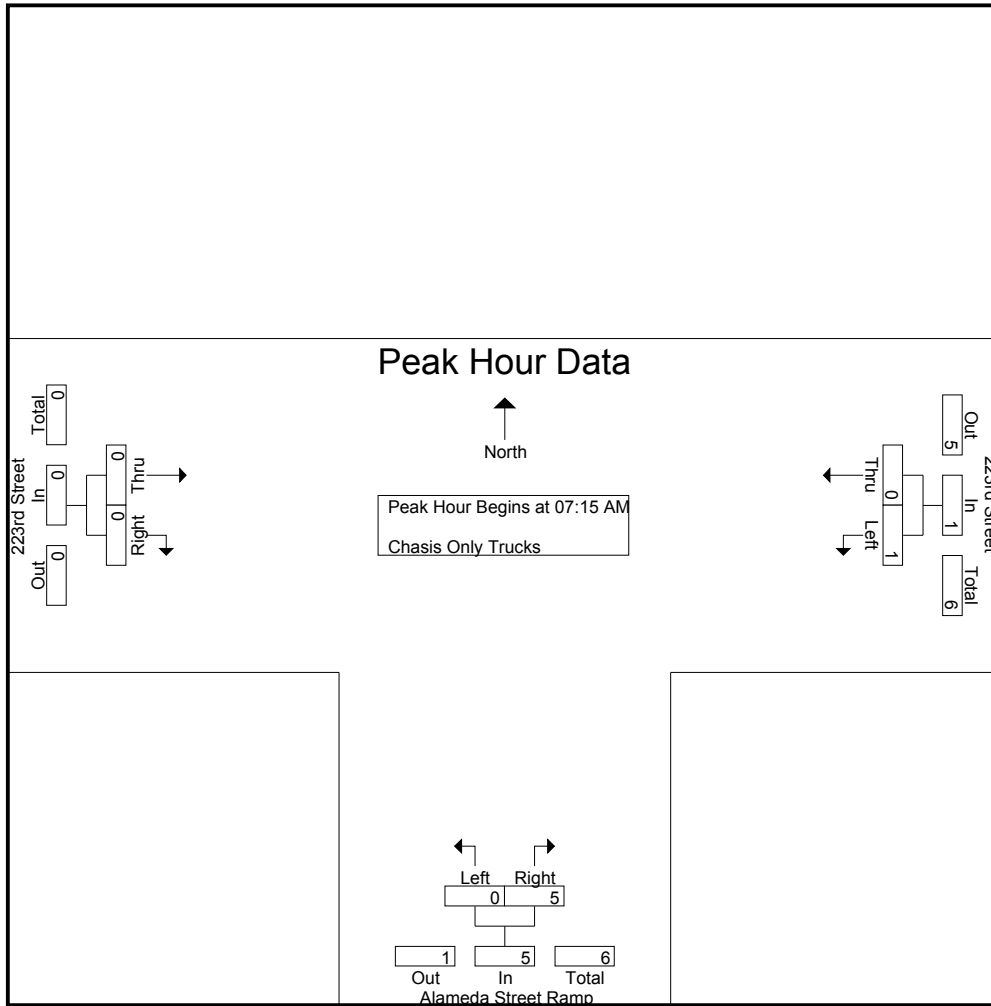 Peak Hour Data
North
Peak Hour Begins at 07:15 AM
Chasis Only Trucks
223rd Street
Total
0
In
0
Out
0
Thru
0
Right
0
223rd Street
Out
5
In
1
Total
6
Thru
0
Left
1
Left Right
0 5
1 5 6
Out In Total
Alameda Street Ramp